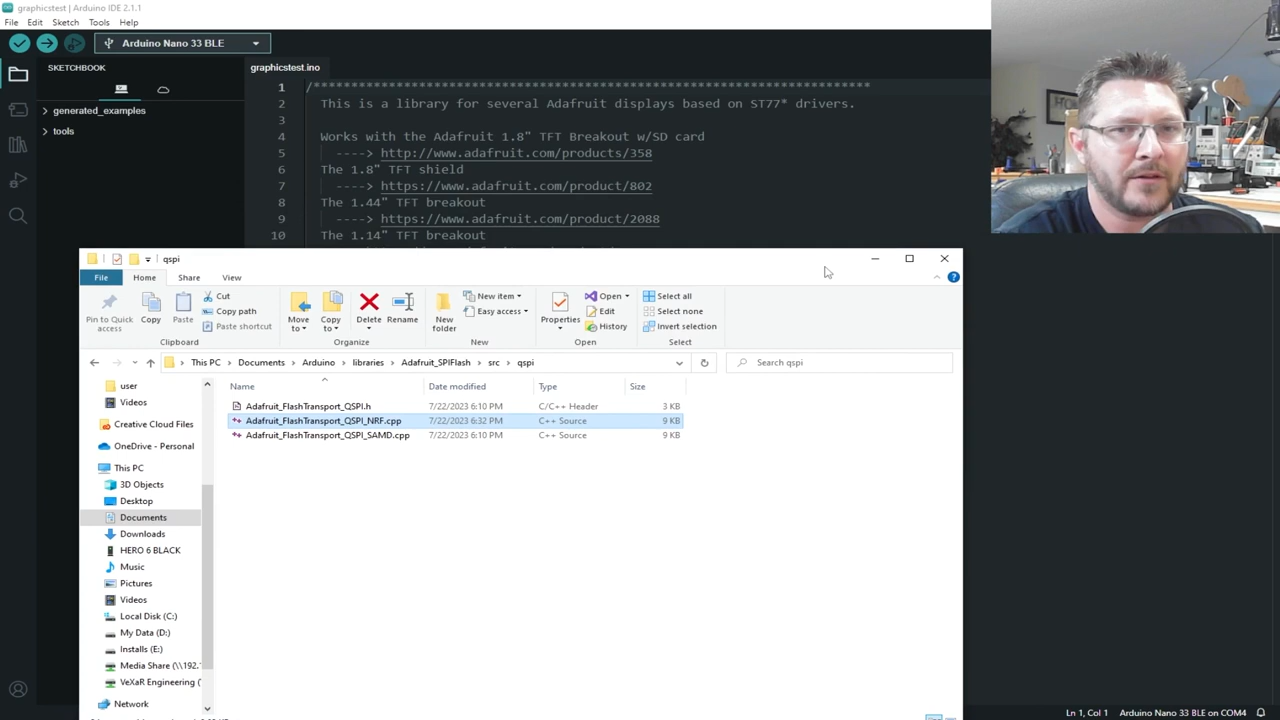 graphicstest | Arduino IDE 2.1.1
File Edit Sketch Tools Help
Arduino Nano 33 BLE
SKETCHBOOK
graphicstest.ino
generated_examples
tools
1 /***************************************************************************
2 This is a library for several Adafruit displays based on ST77* drivers.
3
4 Works with the Adafruit 1.8" TFT Breakout w/SD card
5 ----> http://www.adafruit.com/products/358
6 The 1.8" TFT shield
7 ----> https://www.adafruit.com/product/802
8 The 1.44" TFT breakout
9 ----> https://www.adafruit.com/product/2088
10 The 1.14" TFT breakout
qspi
File Home Share View
Pin to Quick access
Copy
Paste
Cut
Copy path
Paste shortcut
Clipboard
Move to
Copy to
Delete
Rename
Organize
New folder
New item
Easy access
New
Properties
Open
Edit
History
Open
Select all
Select none
Invert selection
Select
This PC > Documents > Arduino > libraries > Adafruit_SPIFlash > src > qspi
Search qspi
Name Date modified Type Size
Adafruit_FlashTransport_QSPI.h 7/22/2023 6:10 PM C/C++ Header 3 KB
Adafruit_FlashTransport_QSPI_NRF.cpp 7/22/2023 6:32 PM C++ Source 9 KB
Adafruit_FlashTransport_QSPI_SAMD.cpp 7/22/2023 6:10 PM C++ Source 9 KB
user
Videos
Creative Cloud Files
OneDrive - Personal
This PC
3D Objects
Desktop
Documents
Downloads
HERO 6 BLACK
Music
Pictures
Videos
Local Disk (C:)
My Data (D:)
Installs (E:)
Media Share (\\192.
VeXaR Engineering (
Network
Ln 1, Col 1 Arduino Nano 33 BLE on COM4